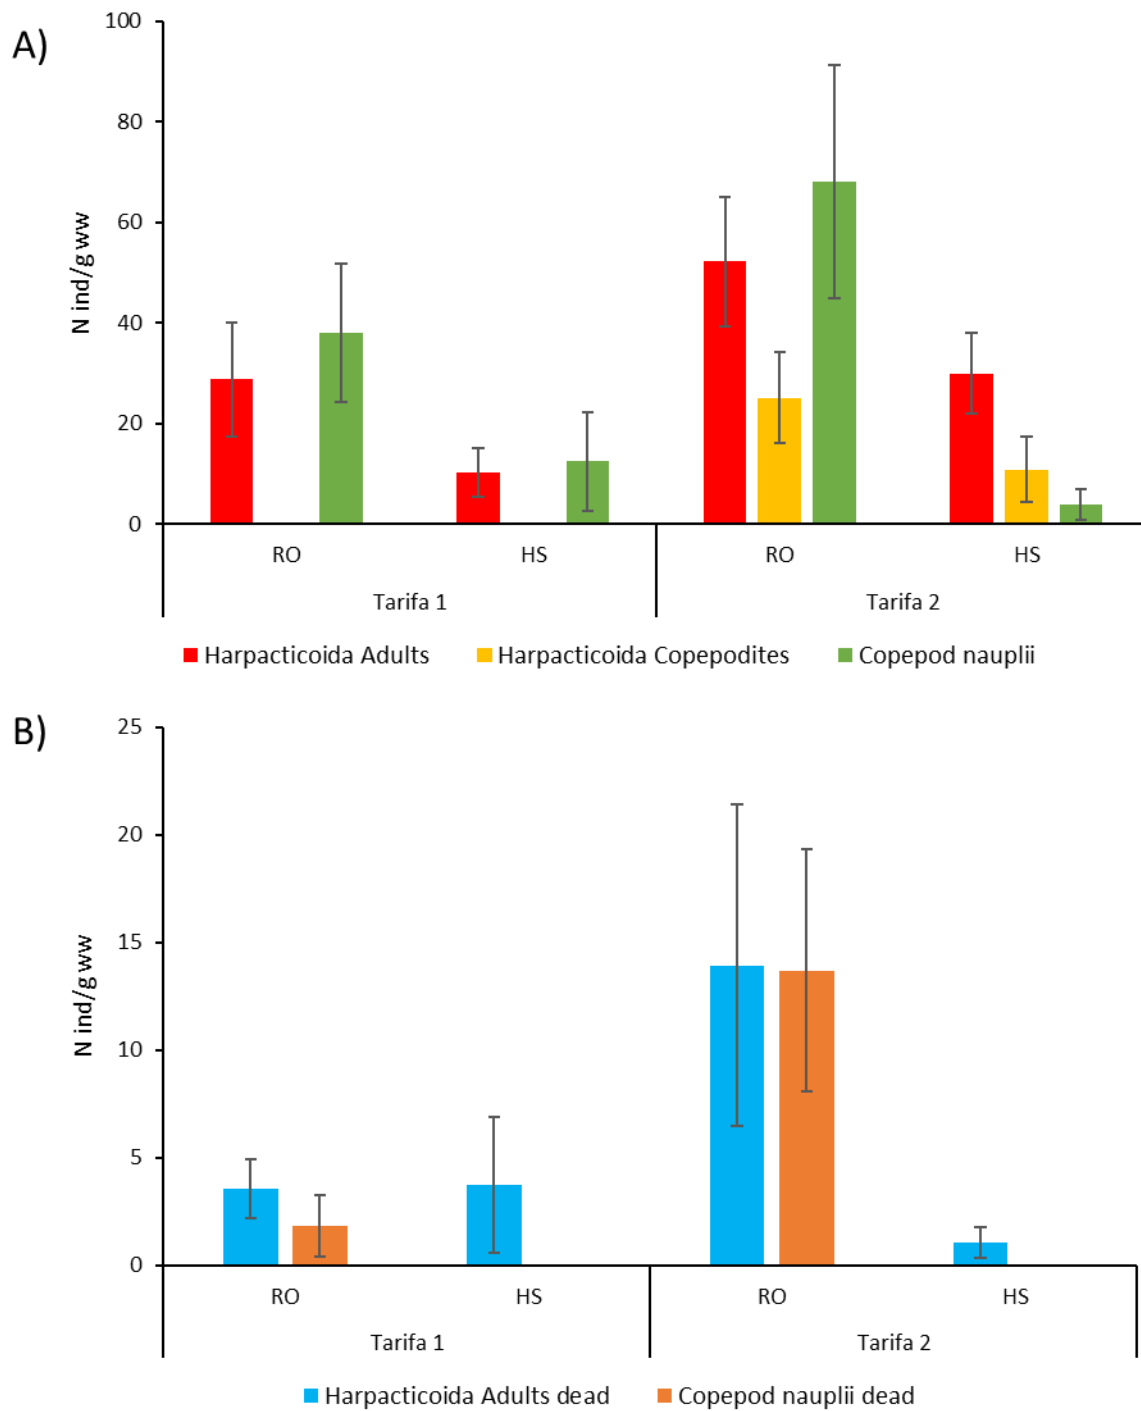 A)
100
80
60
40
20
0
N ind/g ww
RO HS RO HS
Tarifa 1 Tarifa 2
Harpacticoida Adults Harpacticoida Copepodites Copepod nauplii
B)
25
20
15
10
5
0
N ind/g ww
RO HS RO HS
Tarifa 1 Tarifa 2
Harpacticoida Adults dead Copepod nauplii dead